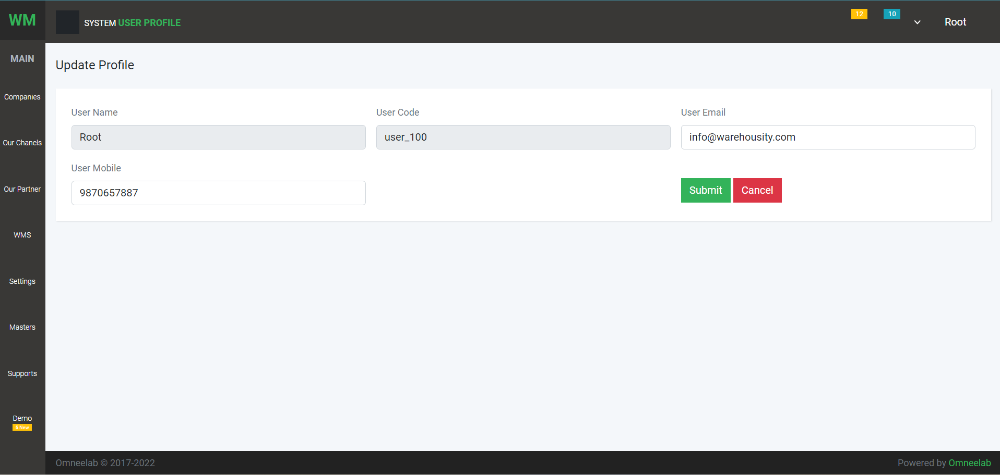 WM
SYSTEM USER PROFILE
12
10
Root
MAIN
Companies
Our Chanels
Our Partner
WMS
Settings
Masters
Supports
Demo
6 New
Update Profile
User Name
User Code
User Email
Root
user_100
info@warehousity.com
User Mobile
9870657887
Submit
Cancel
Omneelab © 2017-2022
Powered by Omneelab